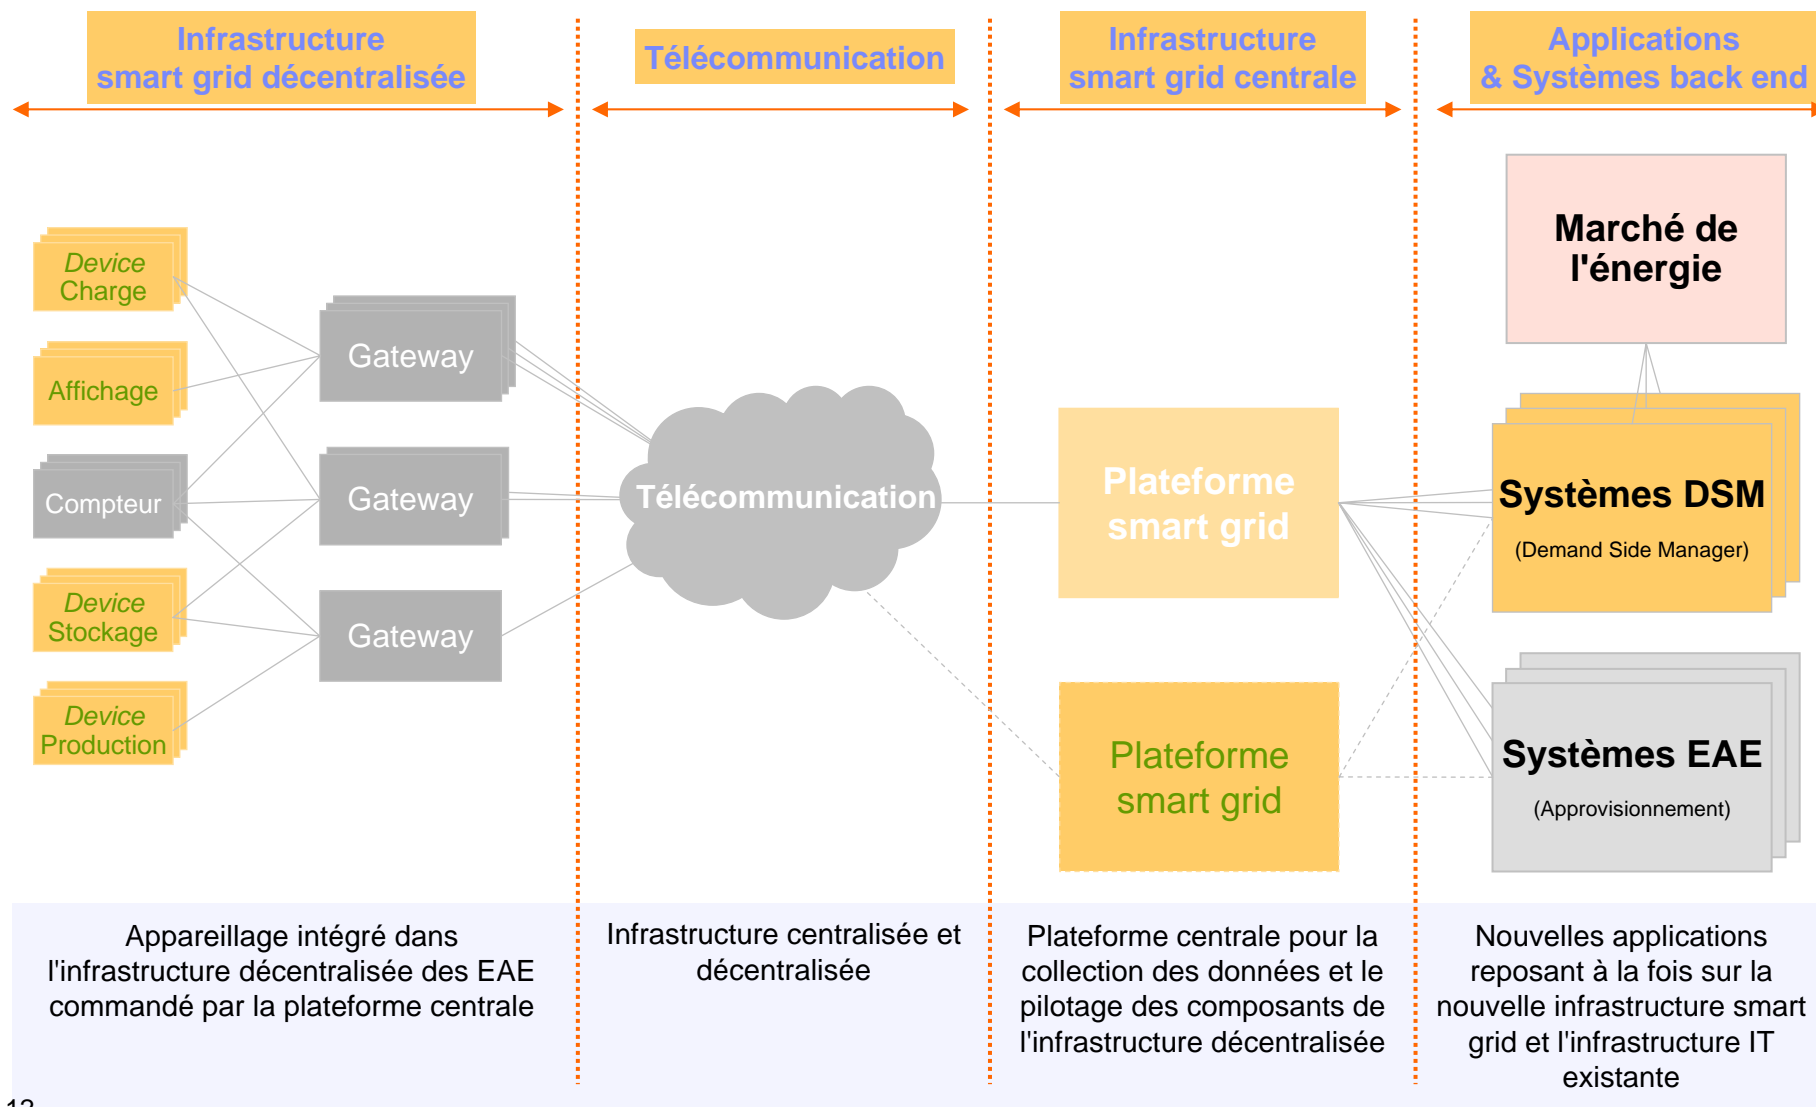 Infrastructure
smart grid décentralisée
Télécommunication
Infrastructure
smart grid centrale
Applications
& Systèmes back end
Device
Charge
Affichage
Compteur
Device
Stockage
Device
Production
Gateway
Gateway
Gateway
Télécommunication
Plateforme
smart grid
Plateforme
smart grid
Marché de
l'énergie
Systèmes DSM
(Demand Side Manager)
Systèmes EAE
(Approvisionnement)
Appareillage intégré dans
l'infrastructure décentralisée des EAE
commandé par la plateforme centrale
Infrastructure centralisée et
décentralisée
Plateforme centrale pour la
collection des données et le
pilotage des composants de
l'infrastructure décentralisée
Nouvelles applications
reposant à la fois sur la
nouvelle infrastructure smart
grid et l'infrastructure IT
existante